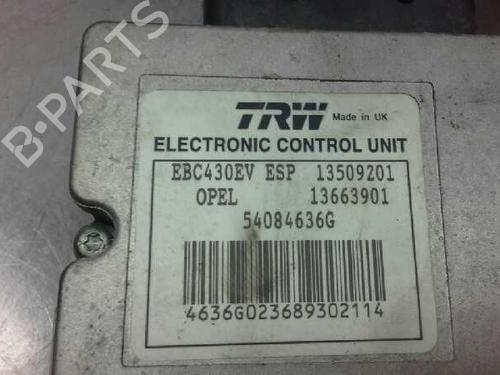 B-PARTS
TRW Made in UK
ELECTRONIC CONTROL UNIT
EBC430EV ESP 13509201
OPEL 13663901
54084636G
4636G023689302114